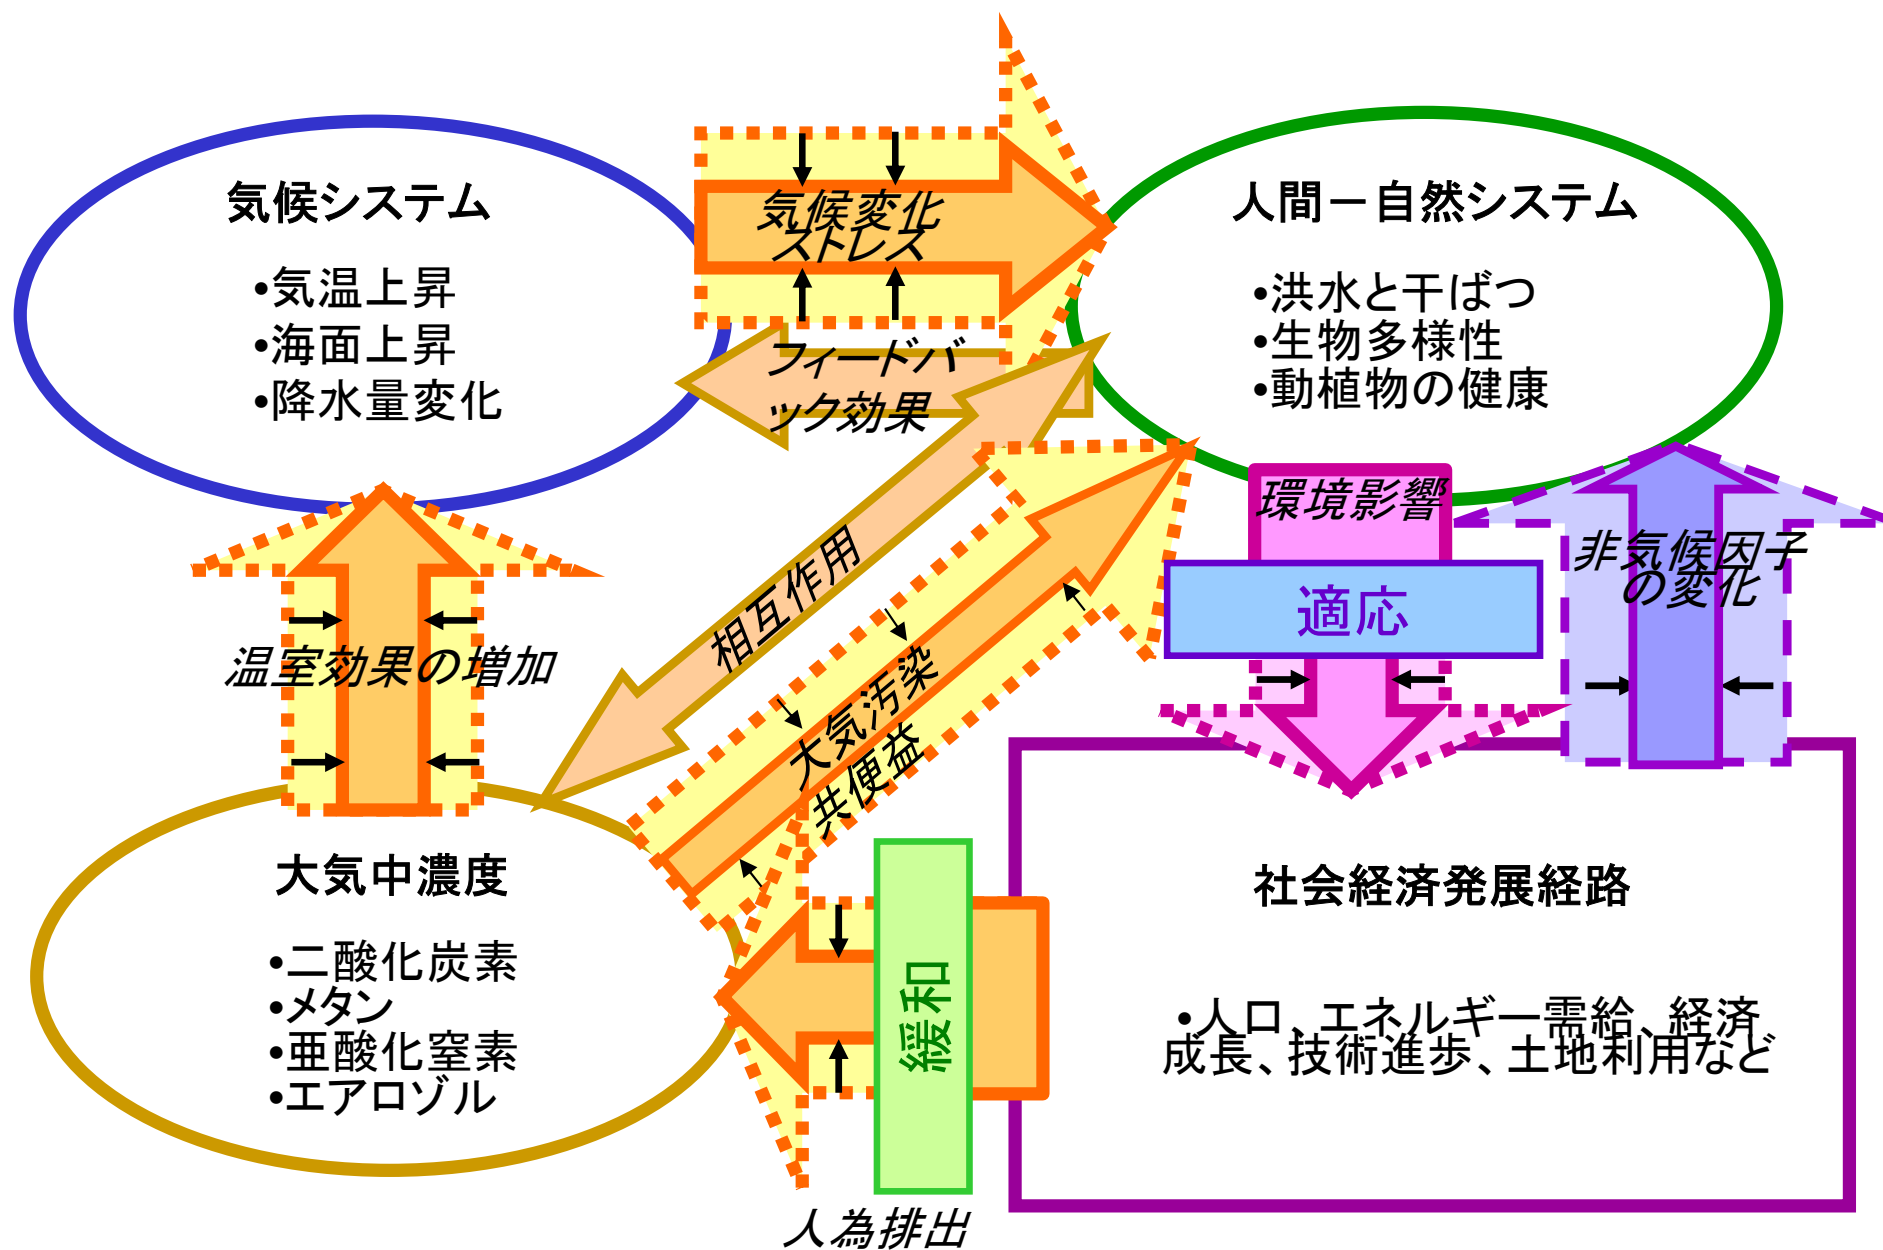 気候システム
•気温上昇
•海面上昇
•降水量変化
気候変化
ストレス
フィードバ
ック効果
人間－自然システム
•洪水と干ばつ
•生物多様性
•動植物の健康
環境影響
適応
非気候因子
の変化
相互作用
大気汚染
共便益
温室効果の増加
大気中濃度
•二酸化炭素
•メタン
•亜酸化窒素
•エアロゾル
緩和
人為排出
社会経済発展経路
•人口、エネルギー需給、経済
成長、技術進歩、土地利用など